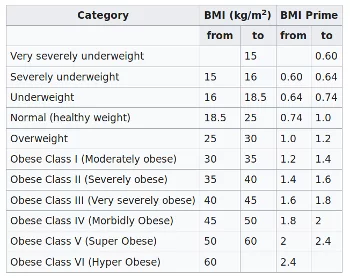 Category BMI (kg/m²) BMI Prime
from to from to
Very severely underweight 15 0.60
Severely underweight 15 16 0.60 0.64
Underweight 16 18.5 0.64 0.74
Normal (healthy weight) 18.5 25 0.74 1.0
Overweight 25 30 1.0 1.2
Obese Class I (Moderately obese) 30 35 1.2 1.4
Obese Class II (Severely obese) 35 40 1.4 1.6
Obese Class III (Very severely obese) 40 45 1.6 1.8
Obese Class IV (Morbidly Obese) 45 50 1.8 2
Obese Class V (Super Obese) 50 60 2 2.4
Obese Class VI (Hyper Obese) 60 2.4